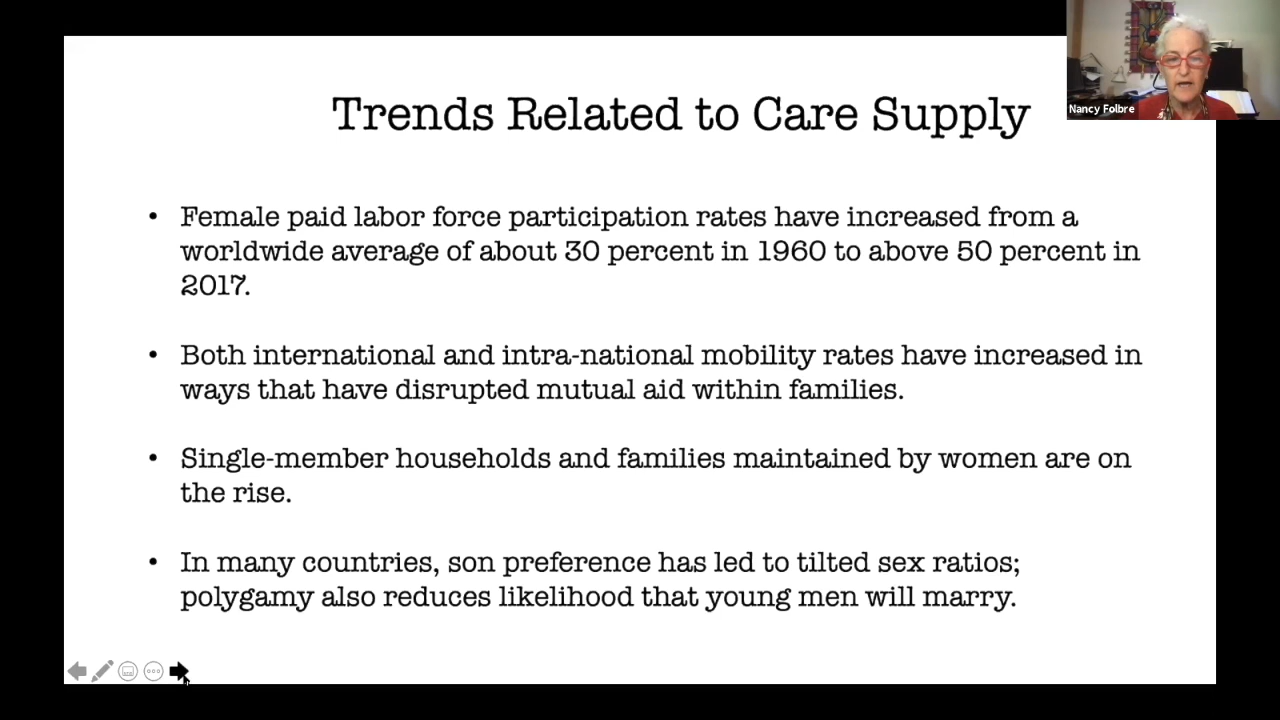 Trends Related to Care Supply
Nancy Folbre
• Female paid labor force participation rates have increased from a
worldwide average of about 30 percent in 1960 to above 50 percent in
2017.
• Both international and intra-national mobility rates have increased in
ways that have disrupted mutual aid within families.
• Single-member households and families maintained by women are on
the rise.
• In many countries, son preference has led to tilted sex ratios;
polygamy also reduces likelihood that young men will marry.